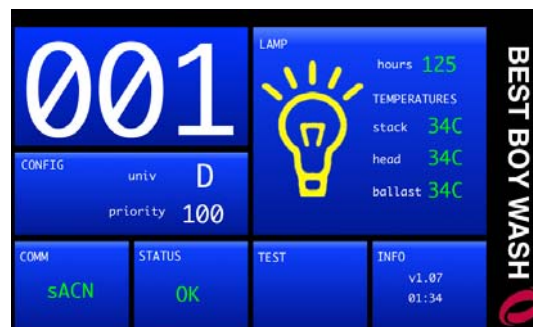 001
LAMP
hours 125
TEMPERATURES
stack 34C
head 34C
ballast 34C
CONFIG
univ D
priority 100
COMM
sACN
STATUS
OK
TEST
INFO
v1.07
01:34
BEST BOY WASH